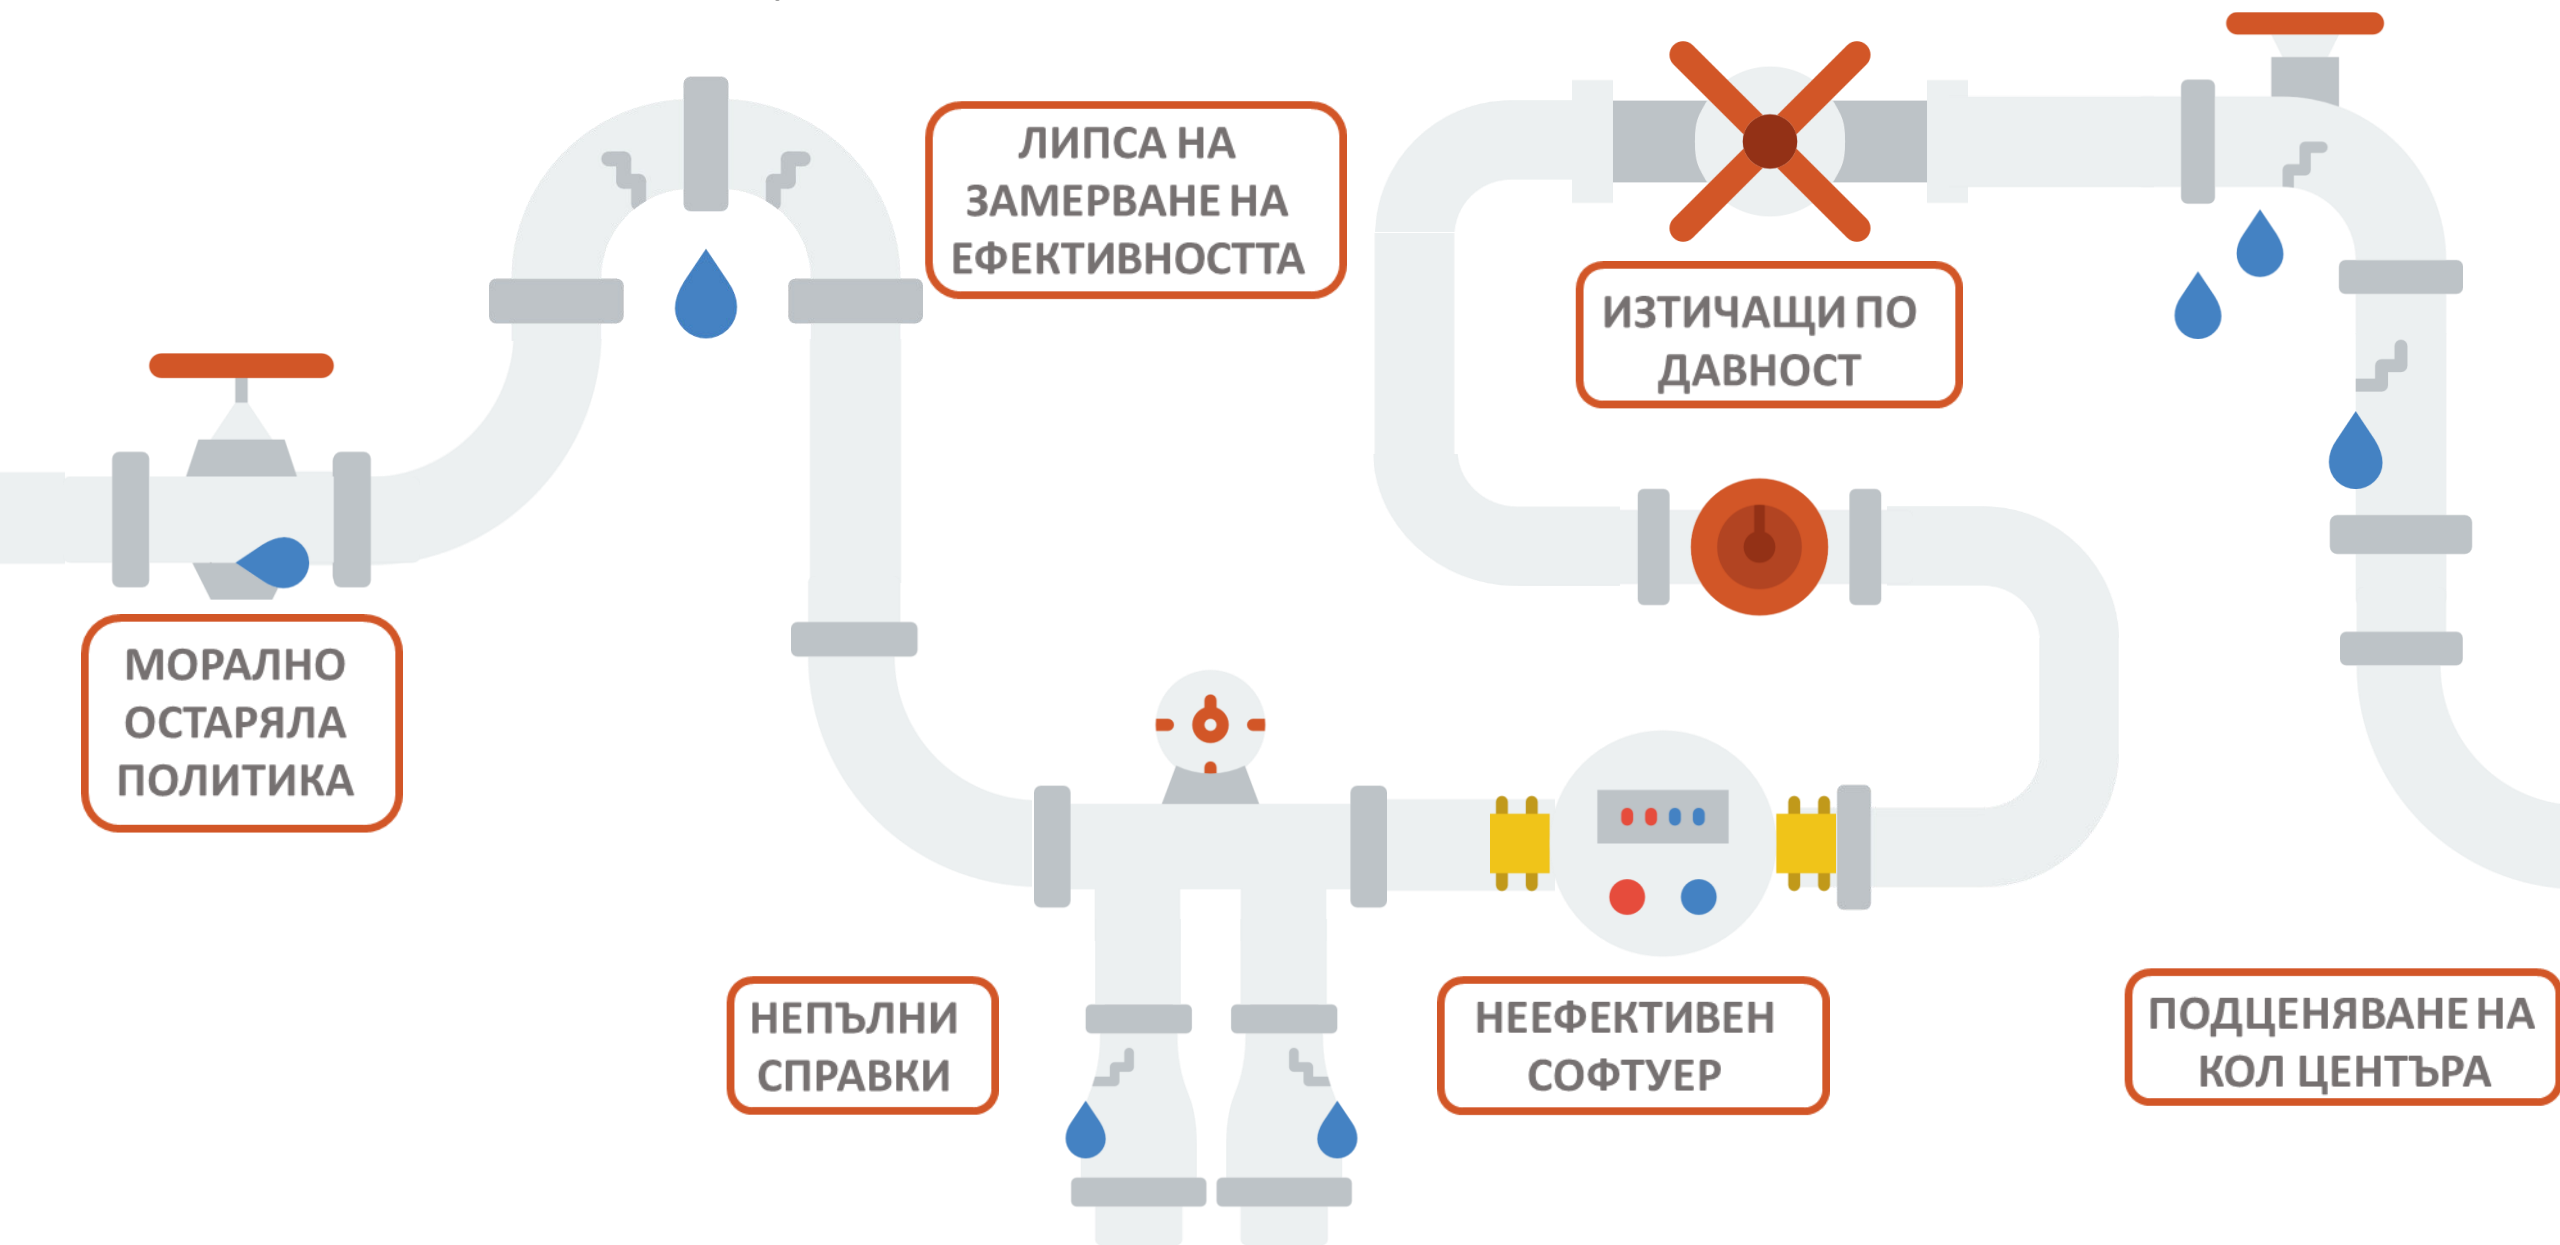 ЛИПСА НА
ЗАМЕРВАНЕ НА
ЕФЕКТИВНОСТТА
ИЗТИЧАЩИ ПО
ДАВНОСТ
МОРАЛНО
ОСТАРЯЛА
ПОЛИТИКА
НЕПЪЛНИ
СПРАВКИ
НЕЕФЕКТИВЕН
СОФТУЕР
ПОДЦЕНЯВАНЕ НА
КОЛ ЦЕНТЪРА